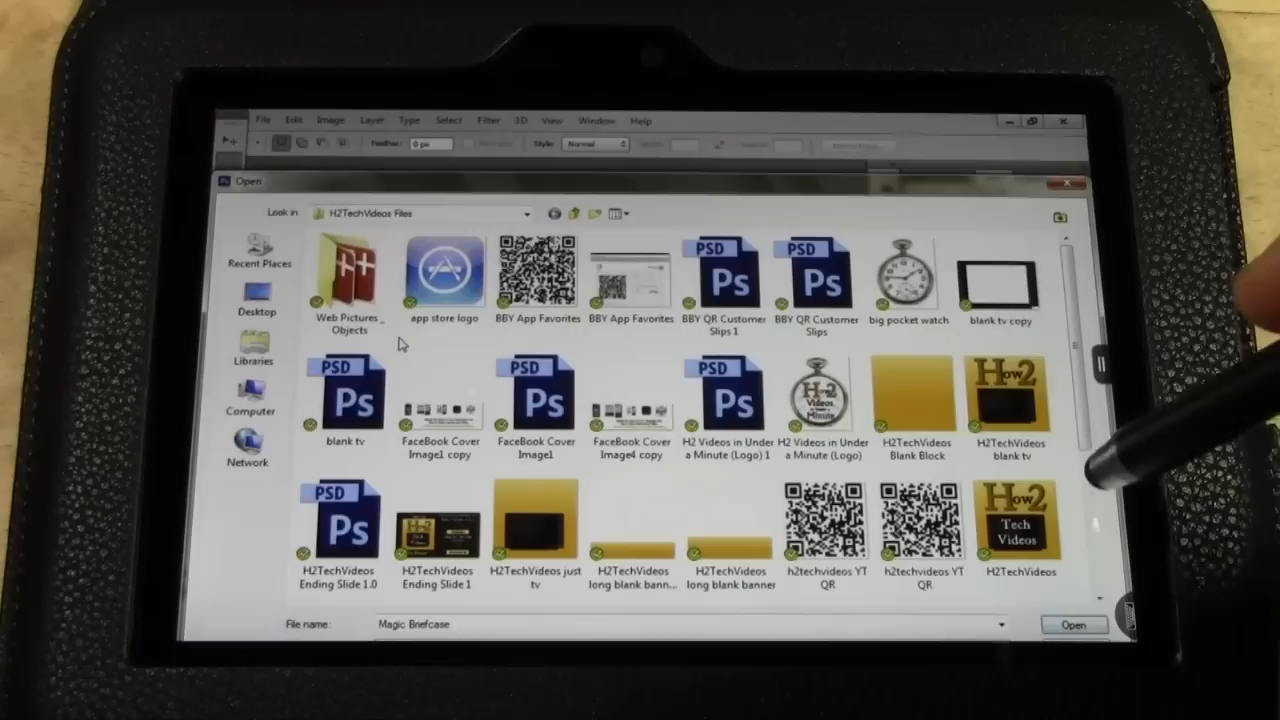 File Edit Image Layer Type Select Filter 3D View Window Help
Feather: 0 px Style: Normal
Ps Open
Look in H2TechVideos Files
Recent Places
Desktop
Libraries
Computer
Network
Web Pictures _ Objects
app store logo
BBY App Favorites
BBY App Favorites
PSD
Ps
BBY QR Customer Slips 1
PSD
Ps
BBY QR Customer Slips
big pocket watch
blank tv copy
PSD
Ps
blank tv
FaceBook Cover Image1 copy
PSD
Ps
FaceBook Cover Image1
FaceBook Cover Image4 copy
PSD
Ps
H2 Videos in Under a Minute (Logo) 1
H-2
Videos
Minute
H2 Videos in Under a Minute (Logo)
H2TechVideos Blank Block
How2
H2TechVideos blank tv
PSD
Ps
H2TechVideos Ending Slide 1.0
H-2
Tech
Videos
H2TechVideos Ending Slide 1
H2TechVideos just tv
H2TechVideos long blank bann...
H2TechVideos long blank banner
h2techvideos YT QR
h2techvideos YT QR
How2
Tech
Videos
H2TechVideos
File name: Magic Briefcase
Open